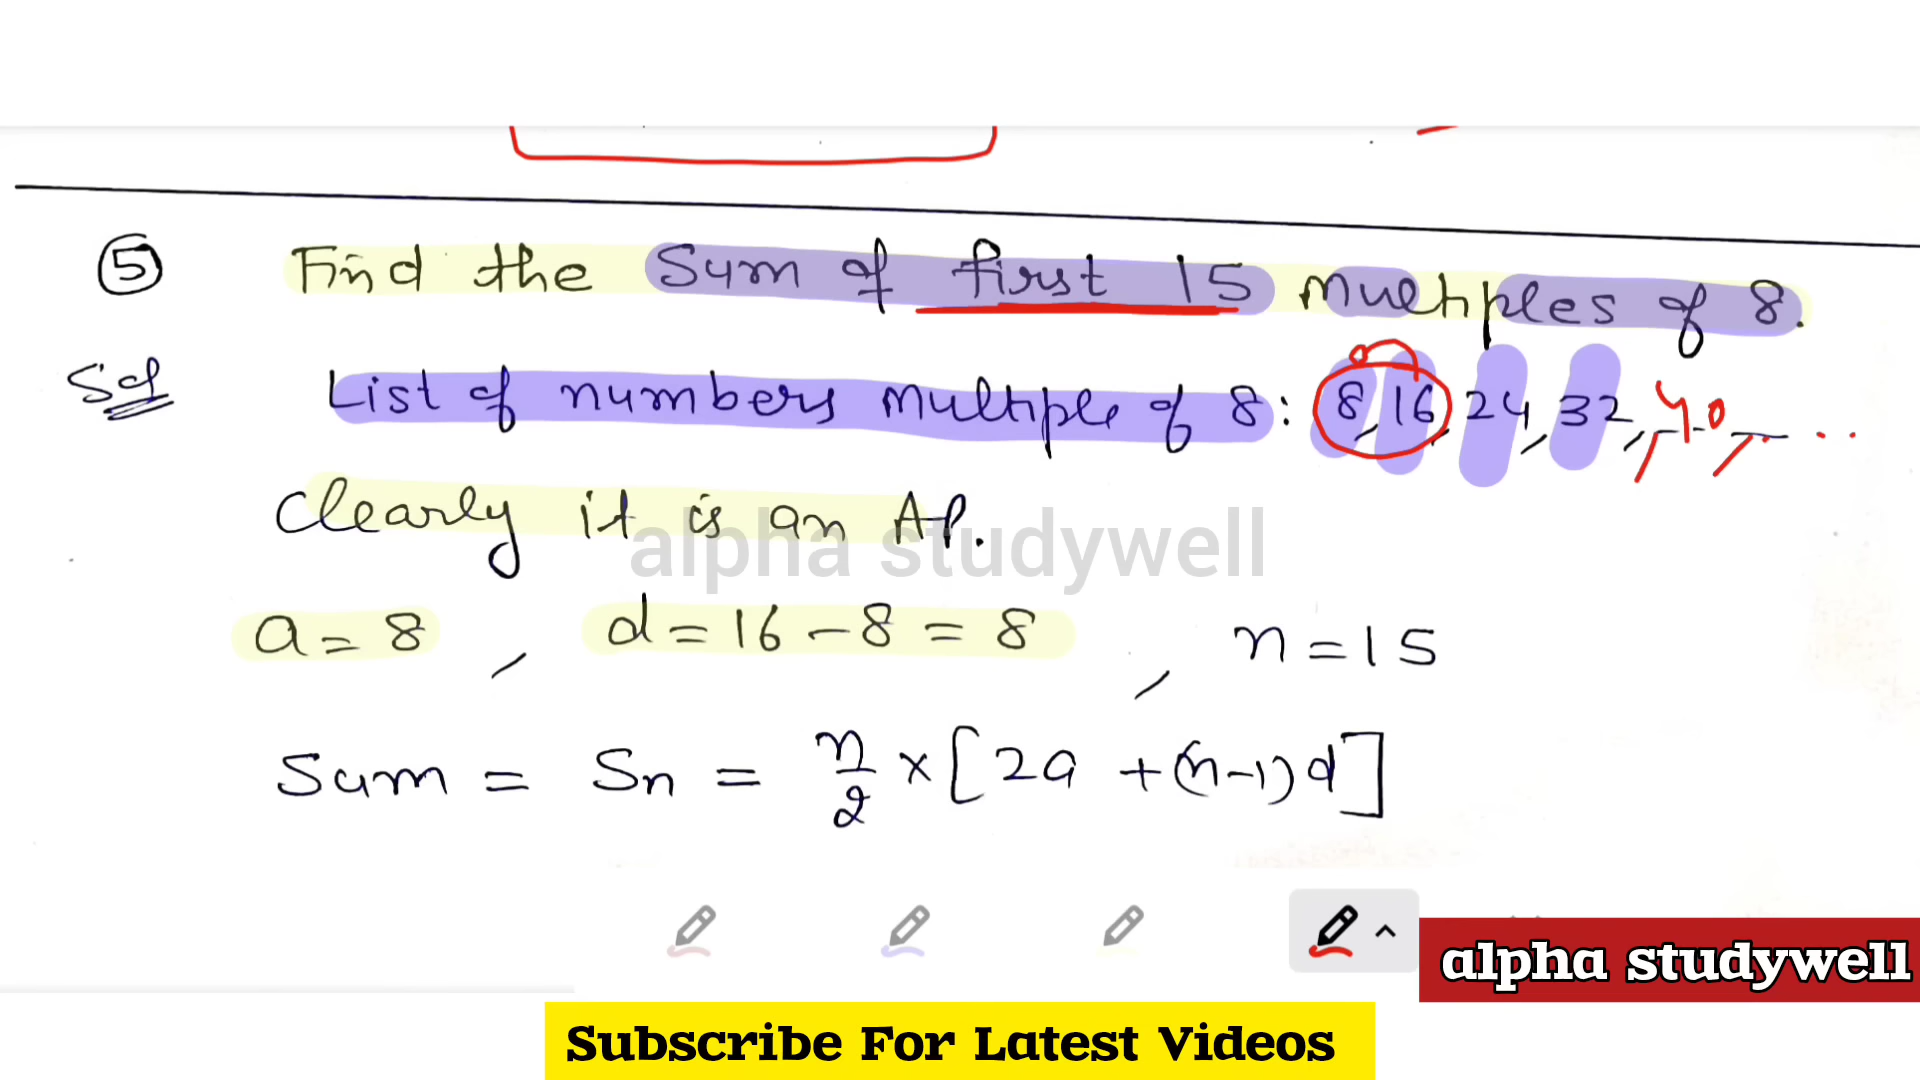 ⑤ Find the Sum of first 15 multiples of 8.
Sol List of numbers multiple of 8: 8, 16, 24, 32, 40, ....
Clearly it is an AP.
alpha studywell
a = 8 , d = 16 - 8 = 8 , n = 15
Sum = Sn = n/2 × [2a + (n-1)d]
alpha studywell
Subscribe For Latest Videos